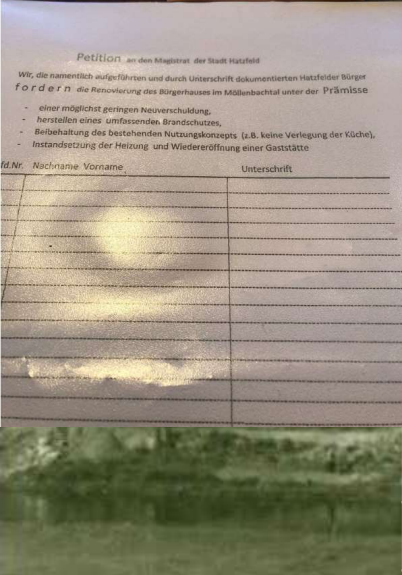 Petition an den Magistrat der Stadt Hatzfeld
Wir, die namentlich aufgeführten und durch Unterschrift dokumentierten Hatzfelder Bürger
fordern die Renovierung des Bürgerhauses im Möllenbachtal unter der Prämisse
- einer möglichst geringen Neuverschuldung,
- herstellen eines umfassenden Brandschutzes,
- Beibehaltung des bestehenden Nutzungskonzepts (z.B. keine Verlegung der Küche),
- Instandsetzung der Heizung und Wiedereröffnung einer Gaststätte
fd.Nr. Nachname Vorname Unterschrift